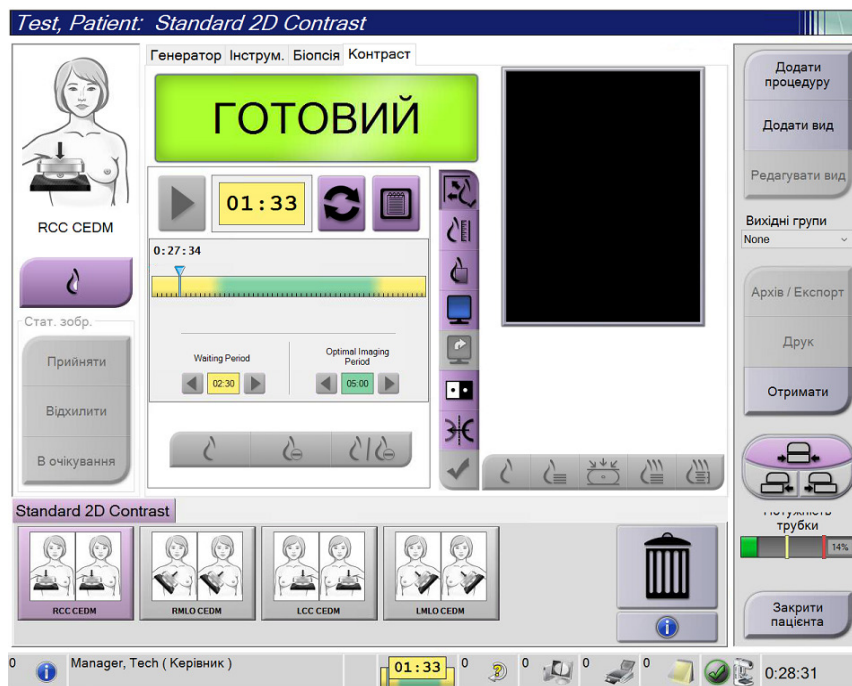 Test, Patient:  Standard 2D Contrast
Генератор Інструм. Біопсія Контраст
RCC CEDM
Стат. зобр.
Прийняти
Відхилити
В очікування
ГОТОВИЙ
01:33
0:27:34
Waiting Period
02:30
Optimal Imaging
Period
05:00
Додати
процедуру
Додати вид
Редагувати вид
Вихідні групи
None
Архів / Експорт
Друк
Отримати
Потужність
трубки
14%
Закрити
пацієнта
Standard 2D Contrast
RCC CEDM
RMLO CEDM
LCC CEDM
LMLO CEDM
0
Manager, Tech ( Керівник )
01:33
0
0
0
0
0:28:31